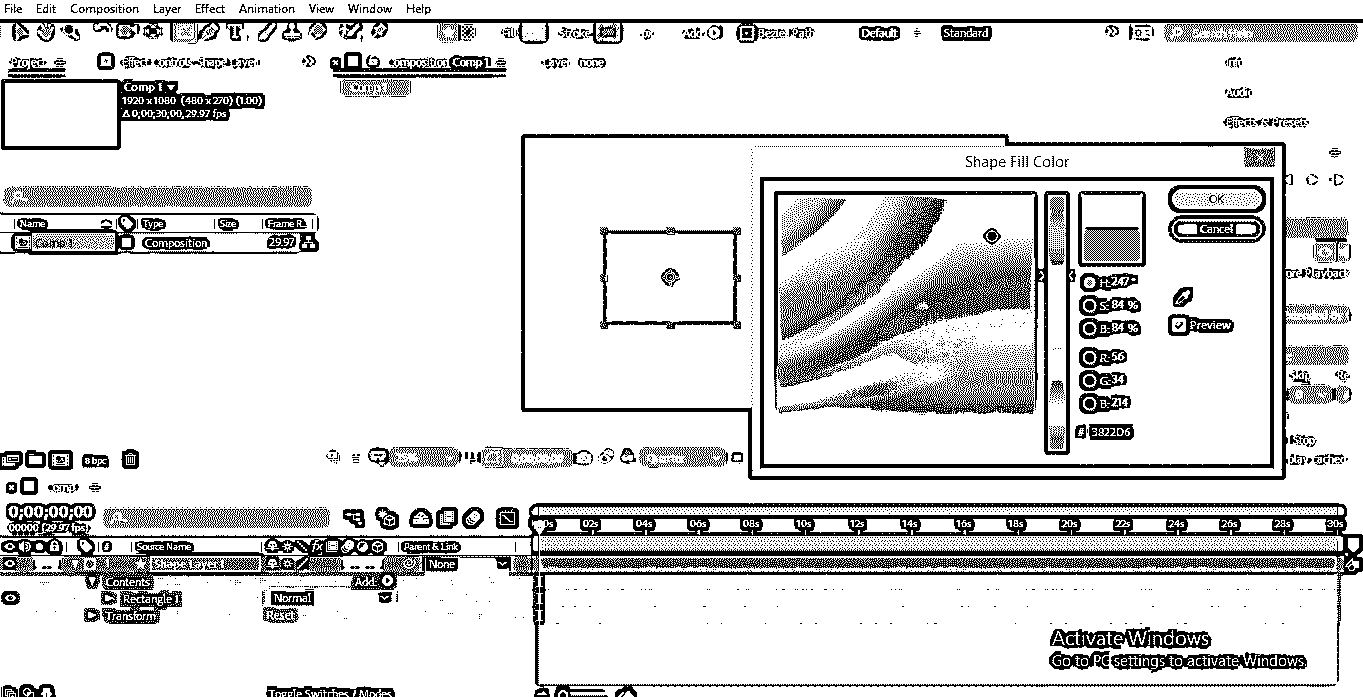 File Edit Composition Layer Effect Animation View Window Help
Fill Stroke Add: Bezier Path Default Standard
Project Effect Controls Shape Layer Composition Comp 1 Layer none
Comp 1
Comp 1
1920 x 1080 (480 x 270) (1.00)
Δ 0;00;30;00, 29.97 fps
Audio
Effects & Presets
Shape Fill Color
OK
Cancel
Name Type Size Frame R..
Comp 1 Composition 29.97
H: 247°
S: 84 %
B: 84 %
Preview
R: 56
G: 34
B: 214
# 3822D6
Stop
8 bpc
0;00;00;00
00000 (29.97 fps)
02s 04s 06s 08s 10s 12s 14s 16s 18s 20s 22s 24s 26s 28s 30s
# Source Name Parent & Link
Shape Layer 1 None
Contents Add:
Rectangle 1 Normal
Transform Reset
Activate Windows
Go to PC settings to activate Windows.
Toggle Switches / Modes